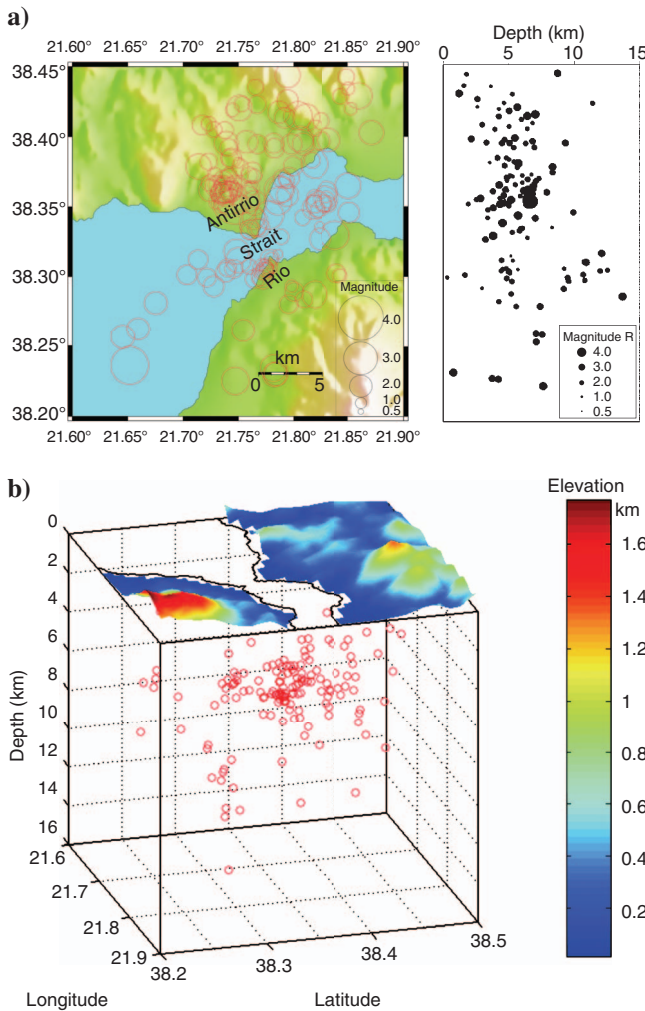 a)
21.60° 21.65° 21.70° 21.75° 21.80° 21.85° 21.90°
38.45°
38.40°
38.35°
38.30°
38.25°
38.20°
Antirrio
Strait
Rio
Magnitude
4.0
3.0
2.0
1.0
0.5
km
0 5
21.60° 21.65° 21.70° 21.75° 21.80° 21.85° 21.90°
Depth (km)
0 5 10 15
Magnitude R
4.0
3.0
2.0
1.0
0.5
b)
0
2
4
6
8
10
12
14
16
Depth (km)
21.6
21.7
21.8
21.9
Longitude
38.2
38.3
38.4
38.5
Latitude
Elevation
km
1.6
1.4
1.2
1.0
0.8
0.6
0.4
0.2